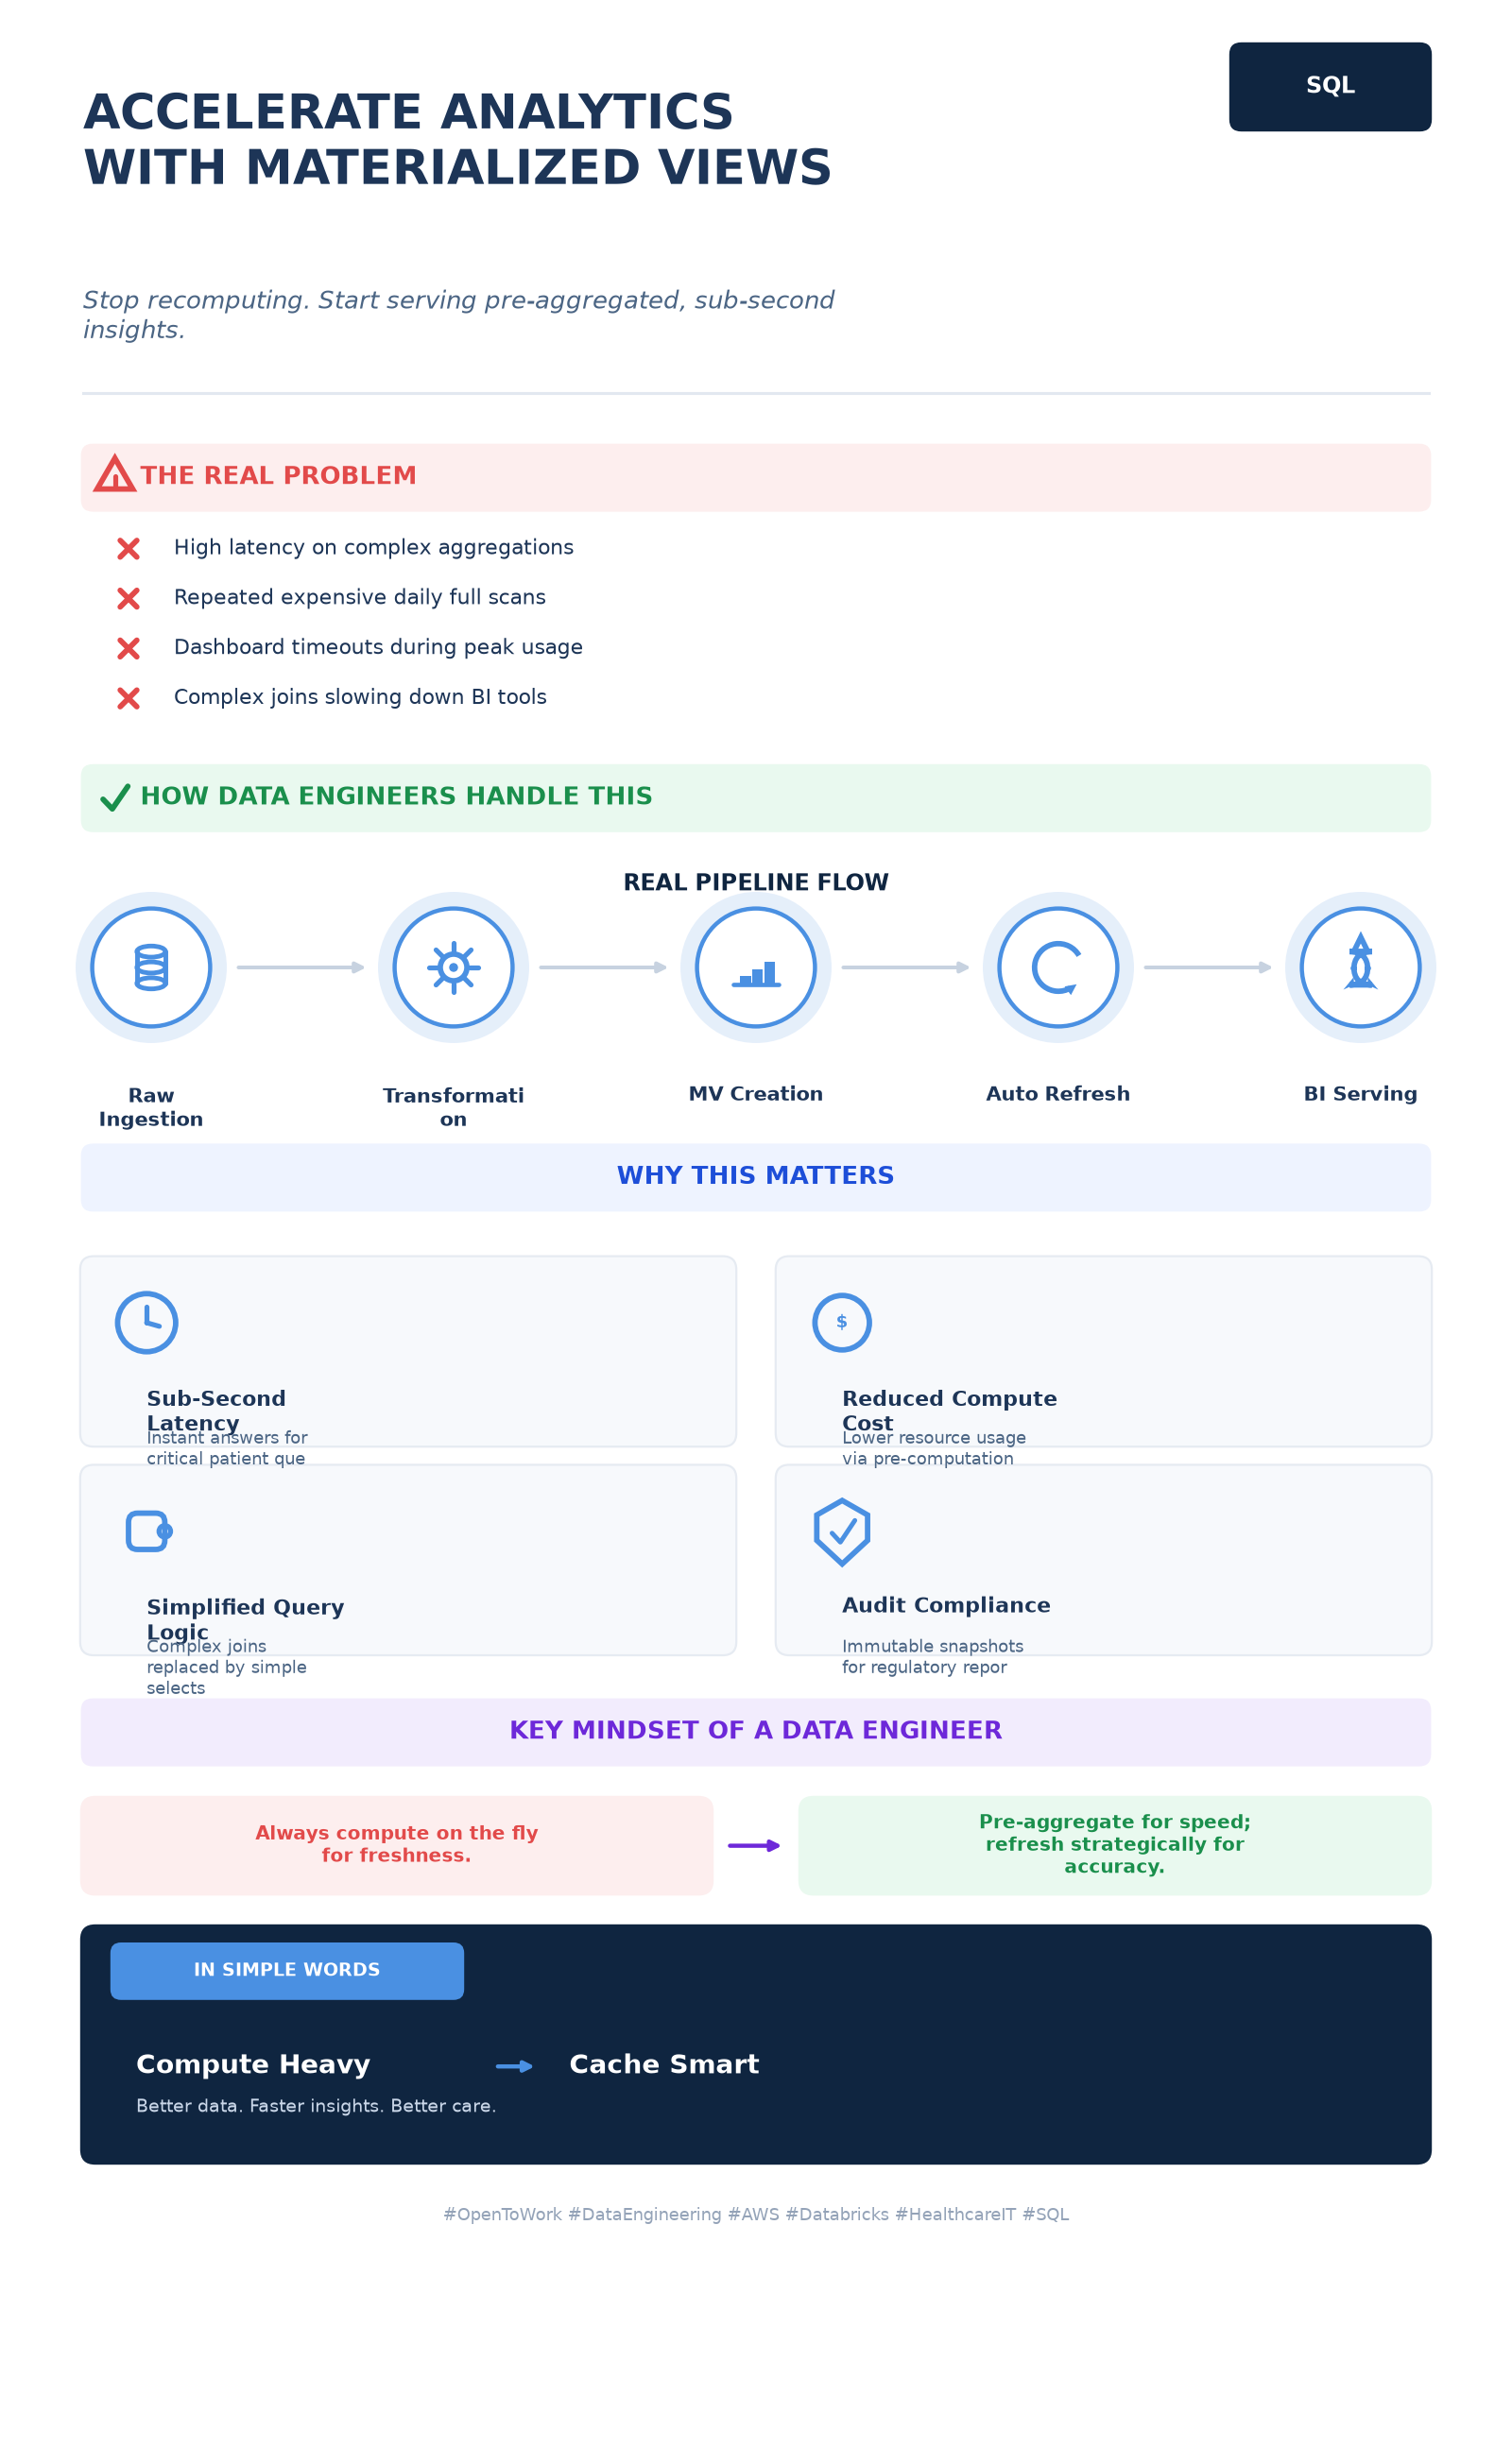 SQL
ACCELERATE ANALYTICS
WITH MATERIALIZED VIEWS
Stop recomputing. Start serving pre-aggregated, sub-second
insights.
THE REAL PROBLEM
High latency on complex aggregations
Repeated expensive daily full scans
Dashboard timeouts during peak usage
Complex joins slowing down BI tools
HOW DATA ENGINEERS HANDLE THIS
REAL PIPELINE FLOW
Raw
Ingestion
Transformati
on
MV Creation
Auto Refresh
BI Serving
WHY THIS MATTERS
Sub-Second
Latency
Instant answers for
critical patient que
$
Reduced Compute
Cost
Lower resource usage
via pre-computation
Simplified Query
Logic
Complex joins
replaced by simple
selects
Audit Compliance
Immutable snapshots
for regulatory repor
KEY MINDSET OF A DATA ENGINEER
Always compute on the fly
for freshness.
Pre-aggregate for speed;
refresh strategically for
accuracy.
IN SIMPLE WORDS
Compute Heavy
Cache Smart
Better data. Faster insights. Better care.
#OpenToWork #DataEngineering #AWS #Databricks #HealthcareIT #SQL